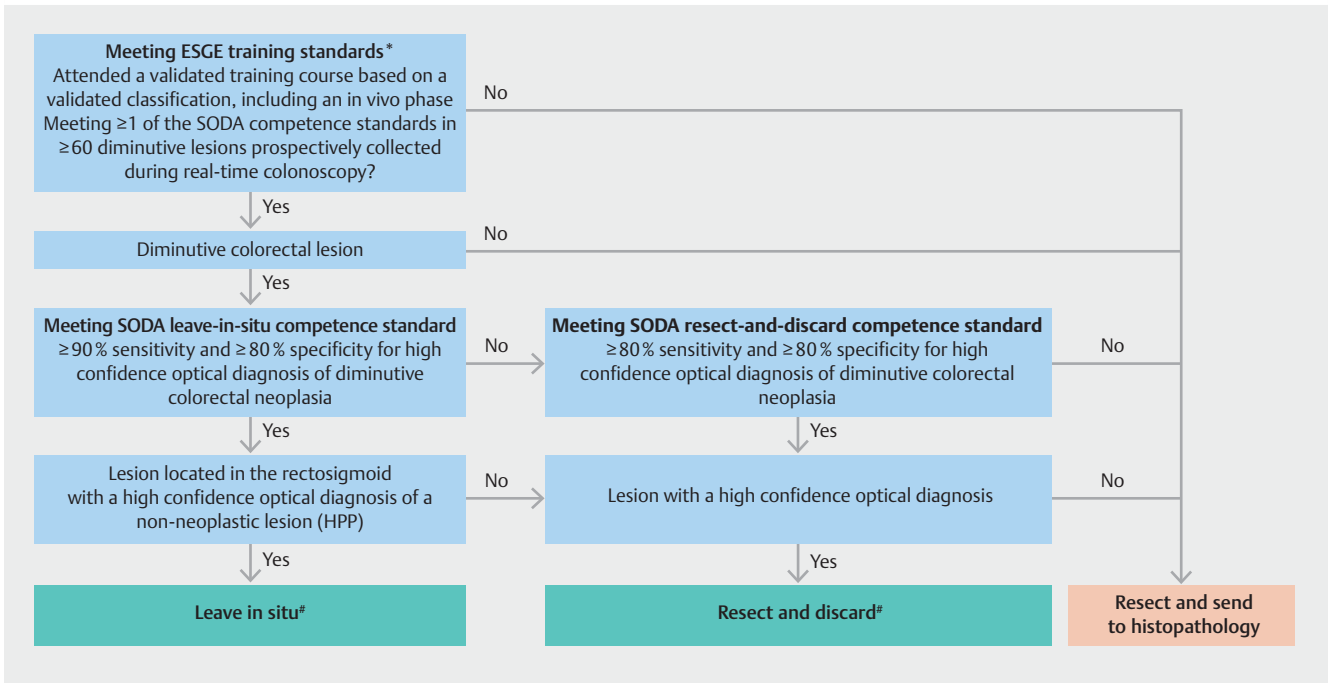 Meeting ESGE training standards*
Attended a validated training course based on a
validated classification, including an in vivo phase
Meeting ≥1 of the SODA competence standards in
≥60 diminutive lesions prospectively collected
during real-time colonoscopy?
No
Yes
Diminutive colorectal lesion
No
Yes
Meeting SODA leave-in-situ competence standard
≥90% sensitivity and ≥80% specificity for high
confidence optical diagnosis of diminutive
colorectal neoplasia
No
Meeting SODA resect-and-discard competence standard
≥80% sensitivity and ≥80% specificity for high
confidence optical diagnosis of diminutive colorectal
neoplasia
No
Yes
Yes
Lesion located in the rectosigmoid
with a high confidence optical diagnosis of a
non-neoplastic lesion (HPP)
No
Lesion with a high confidence optical diagnosis
No
Yes
Yes
Leave in situ#
Resect and discard#
Resect and send
to histopathology